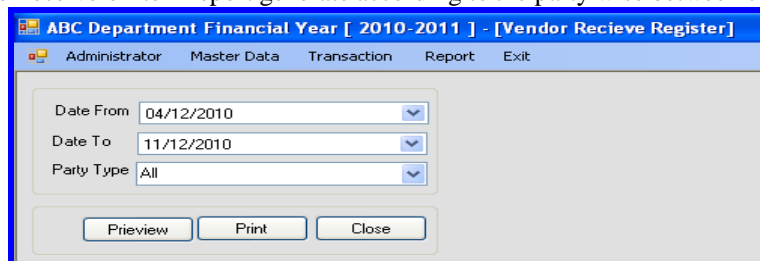 ABC Department Financial Year [ 2010-2011 ] - [Vendor Recieve Register]
Administrator Master Data Transaction Report Exit
Date From 04/12/2010
Date To 11/12/2010
Party Type All
Prieview Print Close